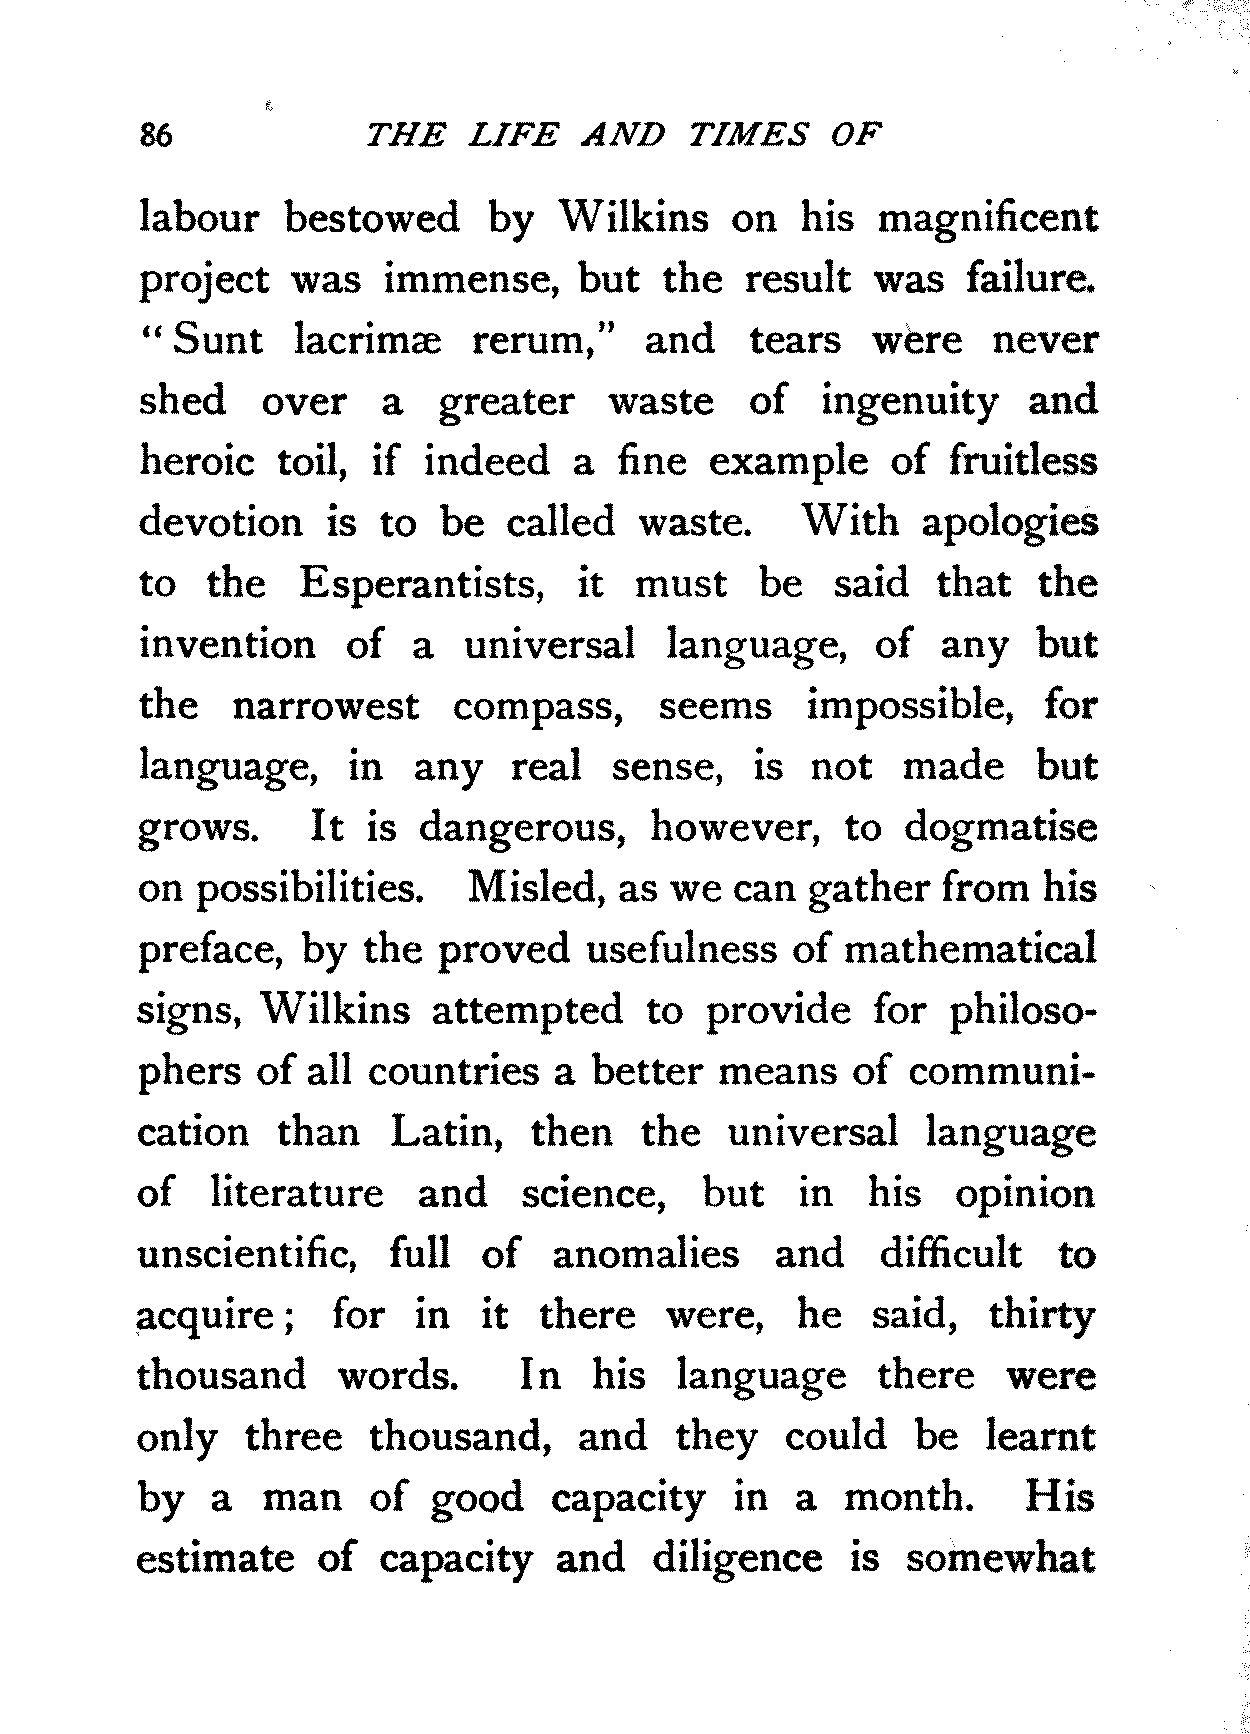 86 THE LIFE AND TIMES OF
labour bestowed by Wilkins on his magnificent
project was immense, but the result was failure.
“Sunt lacrimæ rerum,” and tears were never
shed over a greater waste of ingenuity and
heroic toil, if indeed a fine example of fruitless
devotion is to be called waste. With apologies
to the Esperantists, it must be said that the
invention of a universal language, of any but
the narrowest compass, seems impossible, for
language, in any real sense, is not made but
grows. It is dangerous, however, to dogmatise
on possibilities. Misled, as we can gather from his
preface, by the proved usefulness of mathematical
signs, Wilkins attempted to provide for philoso-
phers of all countries a better means of communi-
cation than Latin, then the universal language
of literature and science, but in his opinion
unscientific, full of anomalies and difficult to
acquire; for in it there were, he said, thirty
thousand words. In his language there were
only three thousand, and they could be learnt
by a man of good capacity in a month. His
estimate of capacity and diligence is somewhat